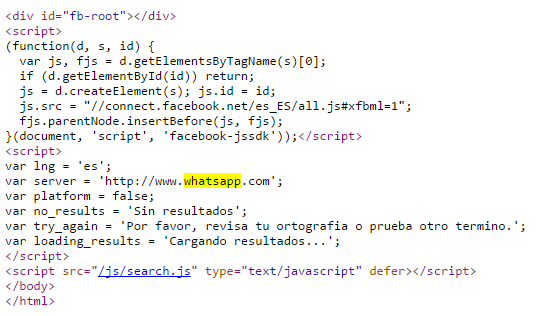 <div id="fb-root"></div>
<script>
(function(d, s, id) {
  var js, fjs = d.getElementsByTagName(s)[0];
  if (d.getElementById(id)) return;
  js = d.createElement(s); js.id = id;
  js.src = "//connect.facebook.net/es_ES/all.js#xfbml=1";
  fjs.parentNode.insertBefore(js, fjs);
}(document, 'script', 'facebook-jssdk'));</script>
<script>
var lng = 'es';
var server = 'http://www.whatsapp.com';
var platform = false;
var no_results = 'Sin resultados';
var try_again = 'Por favor, revisa tu ortografia o prueba otro termino.';
var loading_results = 'Cargando resultados...';
</script>
<script src="/js/search.js" type="text/javascript" defer></script>
</body>
</html>